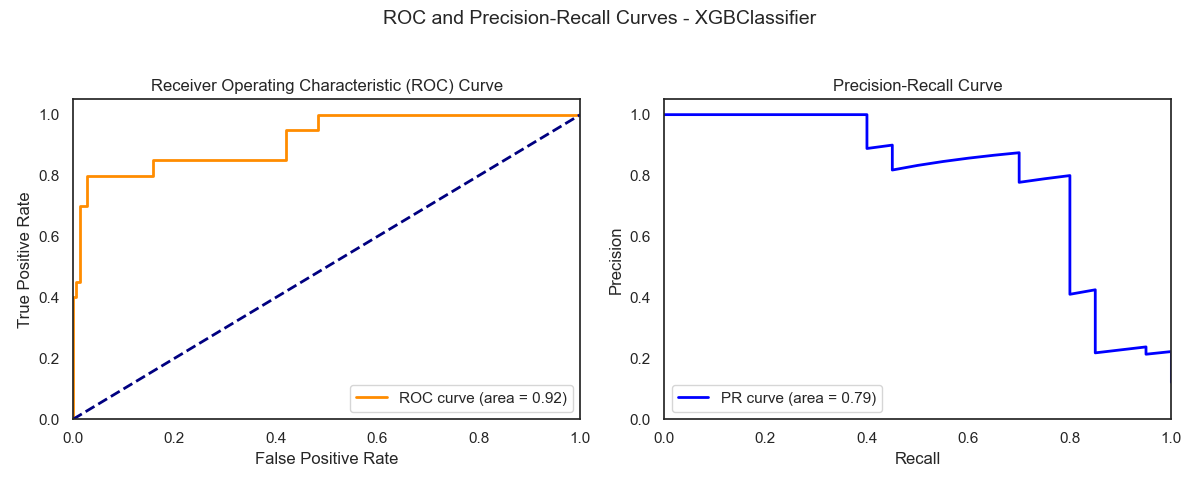 ROC and Precision-Recall Curves - XGBClassifier
Receiver Operating Characteristic (ROC) Curve
1.0
0.8
0.6
0.4
0.2
0.0
True Positive Rate
0.0 0.2 0.4 0.6 0.8 1.0
False Positive Rate
ROC curve (area = 0.92)
Precision-Recall Curve
1.0
0.8
0.6
0.4
0.2
0.0
Precision
0.0 0.2 0.4 0.6 0.8 1.0
Recall
PR curve (area = 0.79)